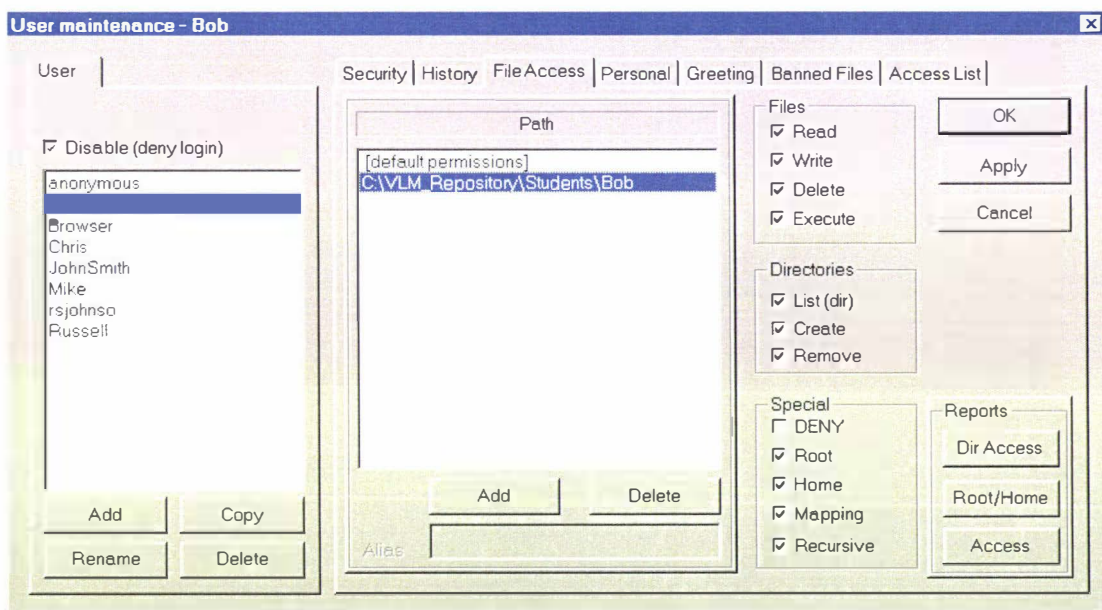 User maintenance - Bob
User
Security
History
File Access
Personal
Greeting
Banned Files
Access List
Disable (deny login)
anonymous
Browser
Chris
JohnSmith
Mike
rsjohnso
Russell
Add
Copy
Rename
Delete
Path
[default permissions]
C:\VLM_Repository\Students\Bob
Add
Delete
Alias
Files
Read
Write
Delete
Execute
Directories
List (dir)
Create
Remove
Special
DENY
Root
Home
Mapping
Recursive
OK
Apply
Cancel
Reports
Dir Access
Root/Home
Access